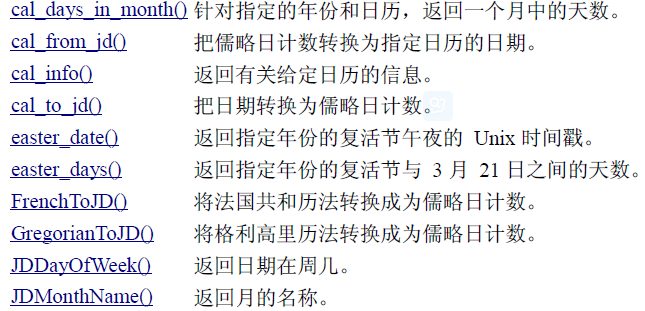 cal_days_in_month() 针对指定的年份和日历，返回一个月中的天数。
cal_from_jd() 把儒略日计数转换为指定日历的日期。
cal_info() 返回有关给定日历的信息。
cal_to_jd() 把日期转换为儒略日计数。
easter_date() 返回指定年份的复活节午夜的 Unix 时间戳。
easter_days() 返回指定年份的复活节与 3 月 21 日之间的天数。
FrenchToJD() 将法国共和历法转换成为儒略日计数。
GregorianToJD() 将格利高里历法转换成为儒略日计数。
JDDayOfWeek() 返回日期在周几。
JDMonthName() 返回月的名称。